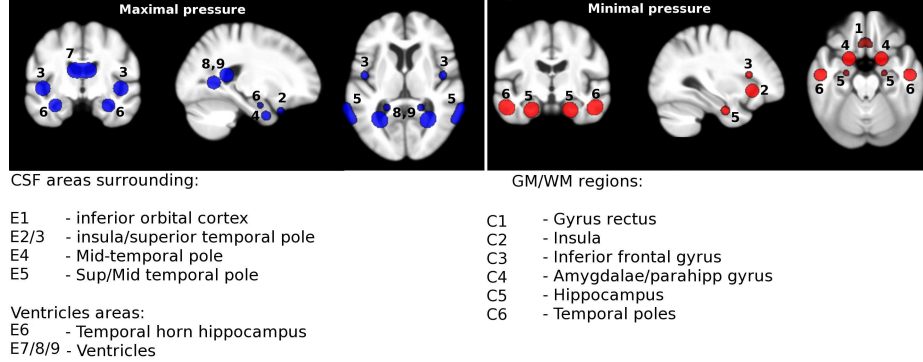 Maximal pressure
7
3
3
6
6
8,9
6
2
4
3
3
5
5
8,9
Minimal pressure
6
5
5
6
3
2
5
1
4
4
6
5
5
6
CSF areas surrounding:
E1 - inferior orbital cortex
E2/3 - insula/superior temporal pole
E4 - Mid-temporal pole
E5 - Sup/Mid temporal pole
Ventricles areas:
E6 - Temporal horn hippocampus
E7/8/9 - Ventricles
GM/WM regions:
C1 - Gyrus rectus
C2 - Insula
C3 - Inferior frontal gyrus
C4 - Amygdalae/parahipp gyrus
C5 - Hippocampus
C6 - Temporal poles